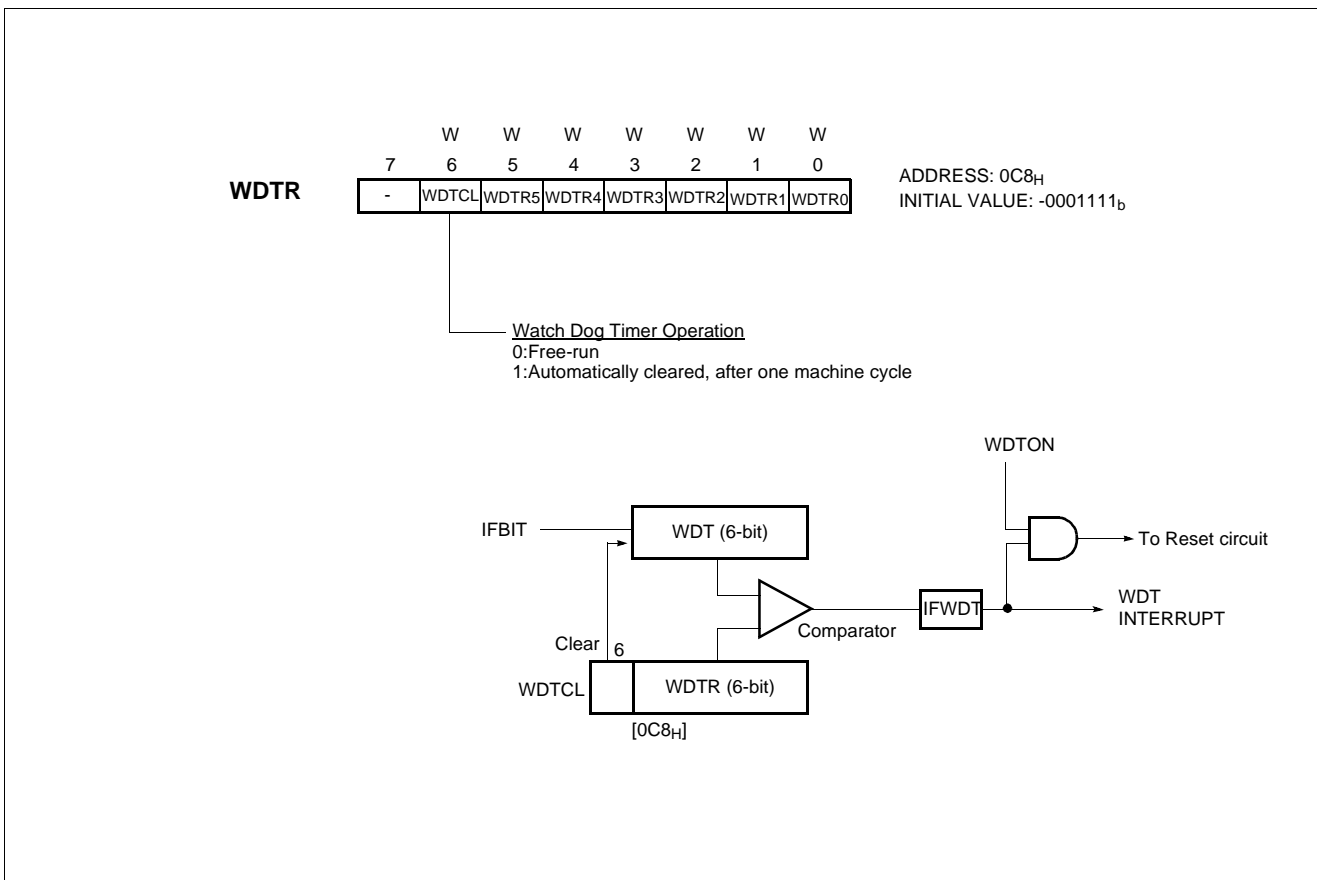 W W W W W W W
7 6 5 4 3 2 1 0
WDTR
- WDTCL WDTR5 WDTR4 WDTR3 WDTR2 WDTR1 WDTR0
ADDRESS: 0C8H
INITIAL VALUE: -0001111b
Watch Dog Timer Operation
0:Free-run
1:Automatically cleared, after one machine cycle
WDTON
IFBIT
WDT (6-bit)
To Reset circuit
IFWDT
WDT
INTERRUPT
Comparator
Clear
6
WDTCL
WDTR (6-bit)
[0C8H]